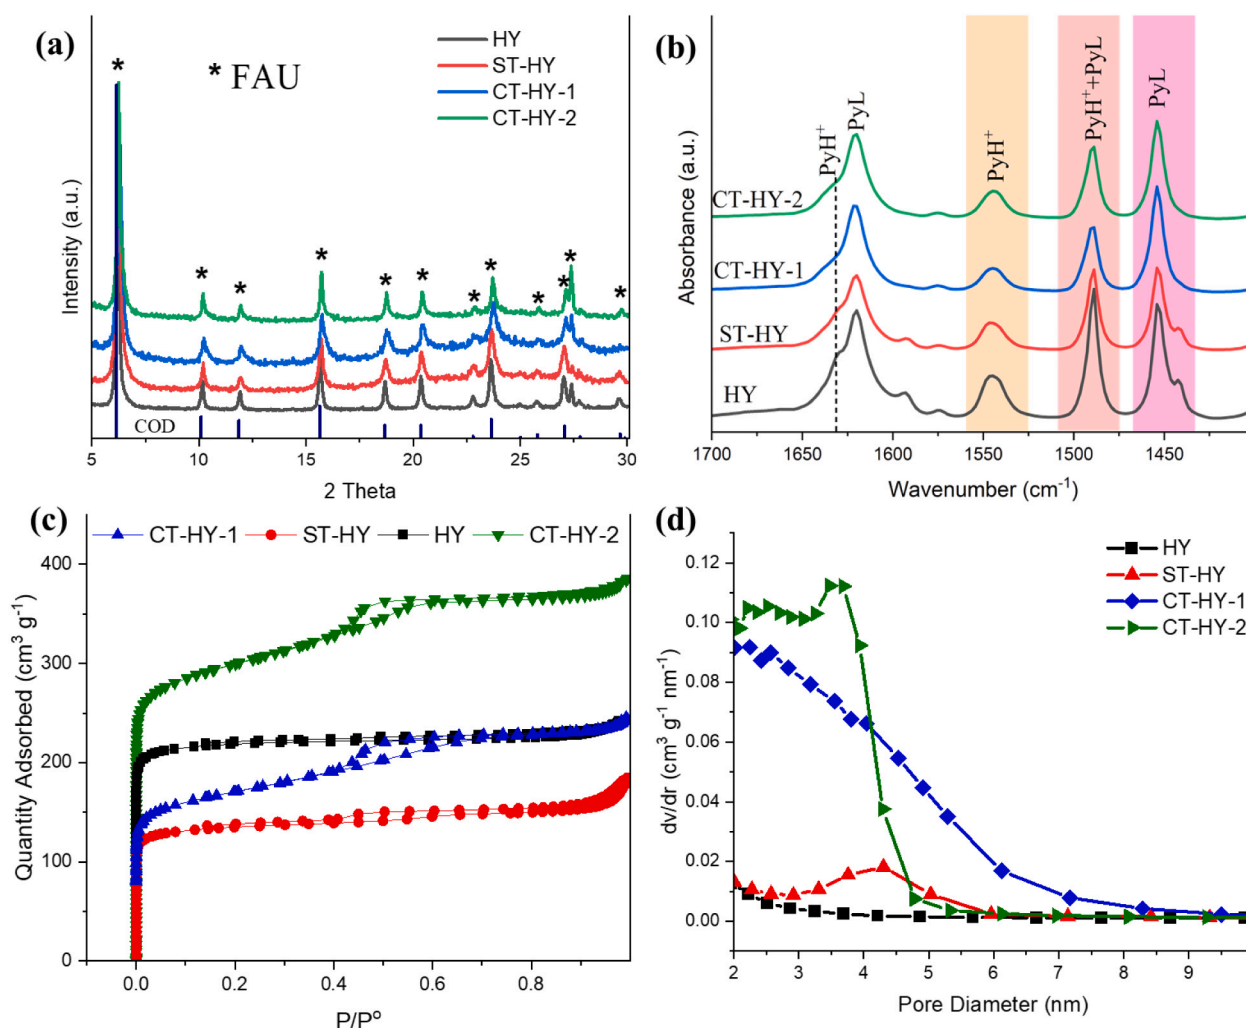 (a)
* FAU
HY
ST-HY
CT-HY-1
CT-HY-2
* * * * * * * * * * * *
COD
Intensity (a.u.)
5 10 15 20 25 30
2 Theta
(b)
PyH⁺
PyL
PyH⁺
PyH⁺+PyL
PyL
CT-HY-2
CT-HY-1
ST-HY
HY
Absorbance (a.u.)
1700 1650 1600 1550 1500 1450
Wavenumber (cm⁻¹)
(c)
CT-HY-1 ST-HY HY CT-HY-2
400
300
200
100
0
Quantity Adsorbed (cm³ g⁻¹)
0.0 0.2 0.4 0.6 0.8
P/P⁰
(d)
HY
ST-HY
CT-HY-1
CT-HY-2
0.12
0.10
0.08
0.06
0.04
0.02
0.00
dv/dr (cm³ g⁻¹ nm⁻¹)
2 3 4 5 6 7 8 9
Pore Diameter (nm)